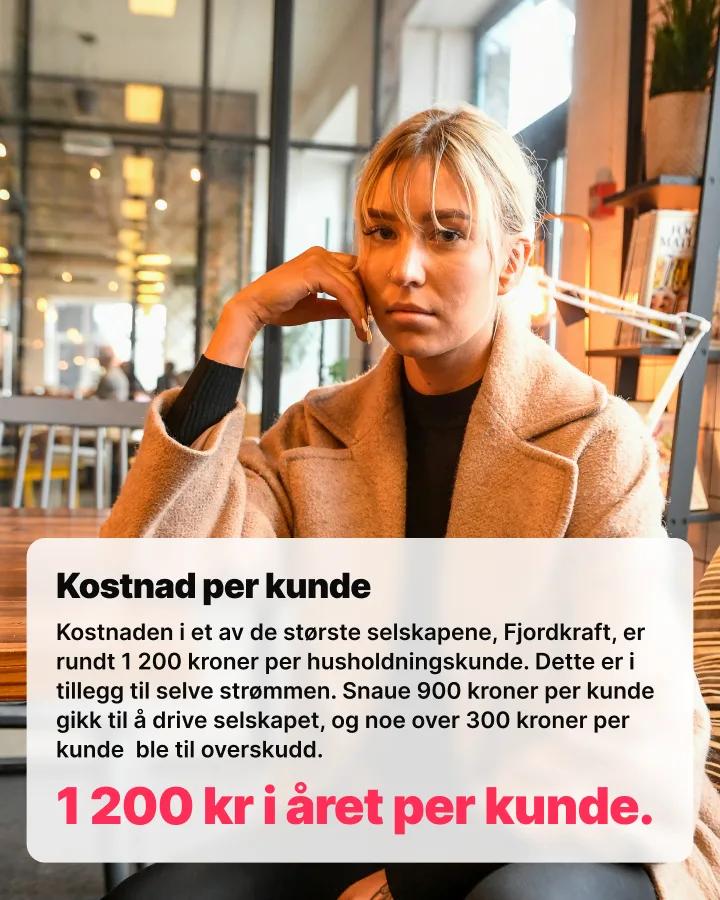 Kostnad per kunde
Kostnaden i et av de største selskapene, Fjordkraft, er
rundt 1 200 kroner per husholdningskunde. Dette er i
tillegg til selve strømmen. Snaue 900 kroner per kunde
gikk til å drive selskapet, og noe over 300 kroner per
kunde  ble til overskudd.
1 200 kr i året per kunde.